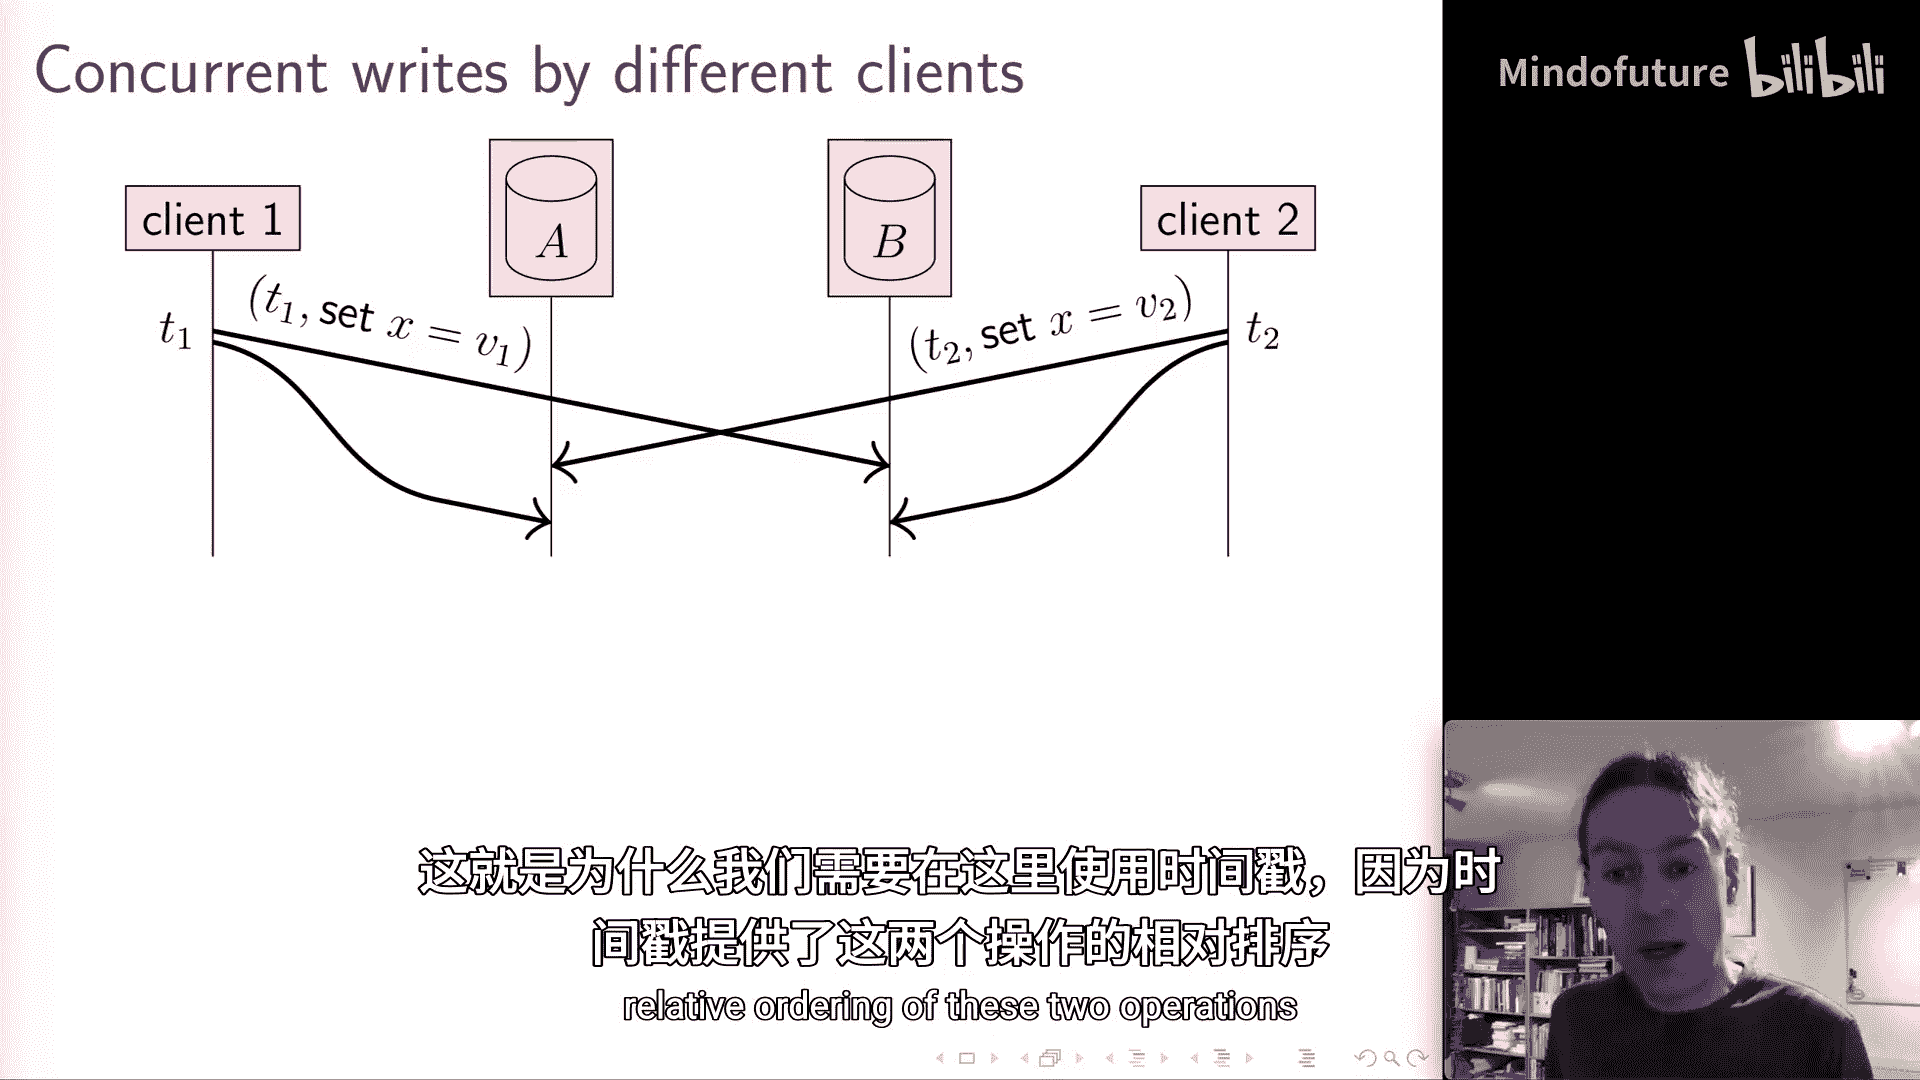 Concurrent writes by different clients
Mindofuture bilibili
client 1
A
B
client 2
t₁
(t₁, set x = v₁)
(t₂, set x = v₂)
t₂
这就是为什么我们需要在这里使用时间戳，因为时
间戳提供了这两个操作的相对排序
relative ordering of these two operations